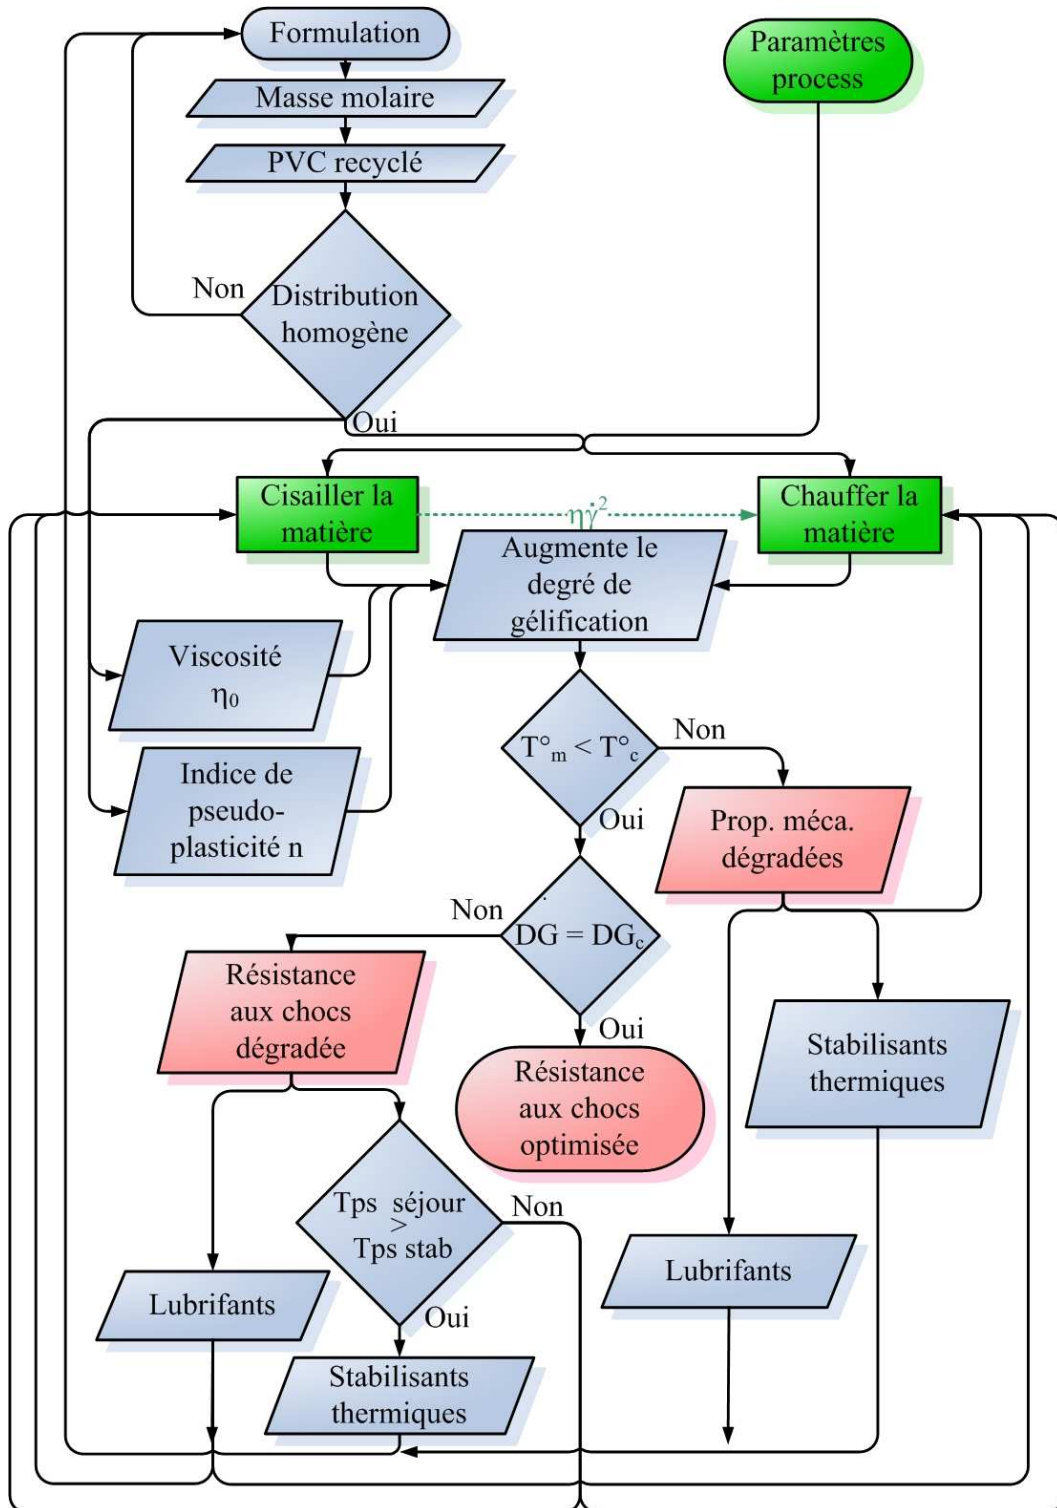 Formulation
Paramètres
process
Masse molaire
PVC recyclé
Non
Distribution
homogène
Oui
Cisailler la
matière
ηγ̇²
Chauffer la
matière
Augmente le
degré de
gélification
Viscosité
η₀
Indice de
pseudo-
plasticité n
T°ₘ < T°c
Non
Oui
Prop. méca.
dégradées
Non
DG = DGc
Oui
Résistance
aux chocs
dégradée
Résistance
aux chocs
optimisée
Stabilisants
thermiques
Tps séjour
>
Tps stab
Non
Oui
Lubrifants
Lubrifants
Stabilisants
thermiques